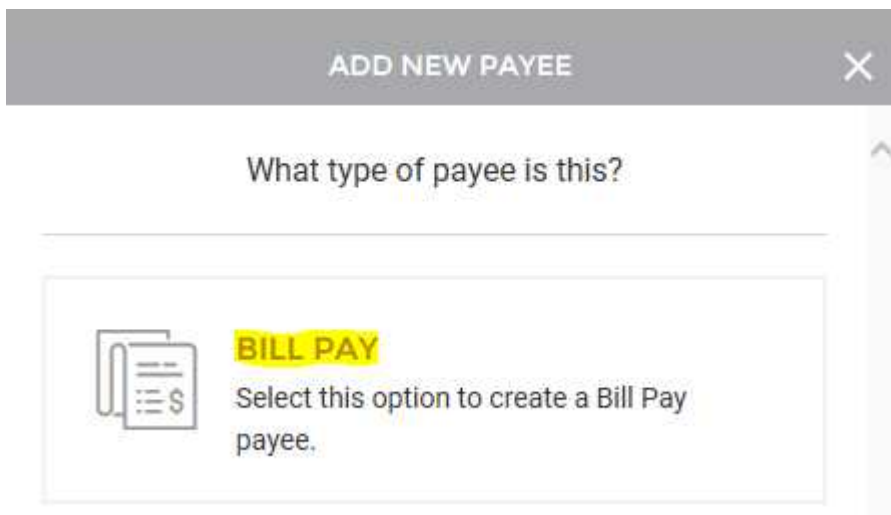 ADD NEW PAYEE
What type of payee is this?
BILL PAY
Select this option to create a Bill Pay
payee.